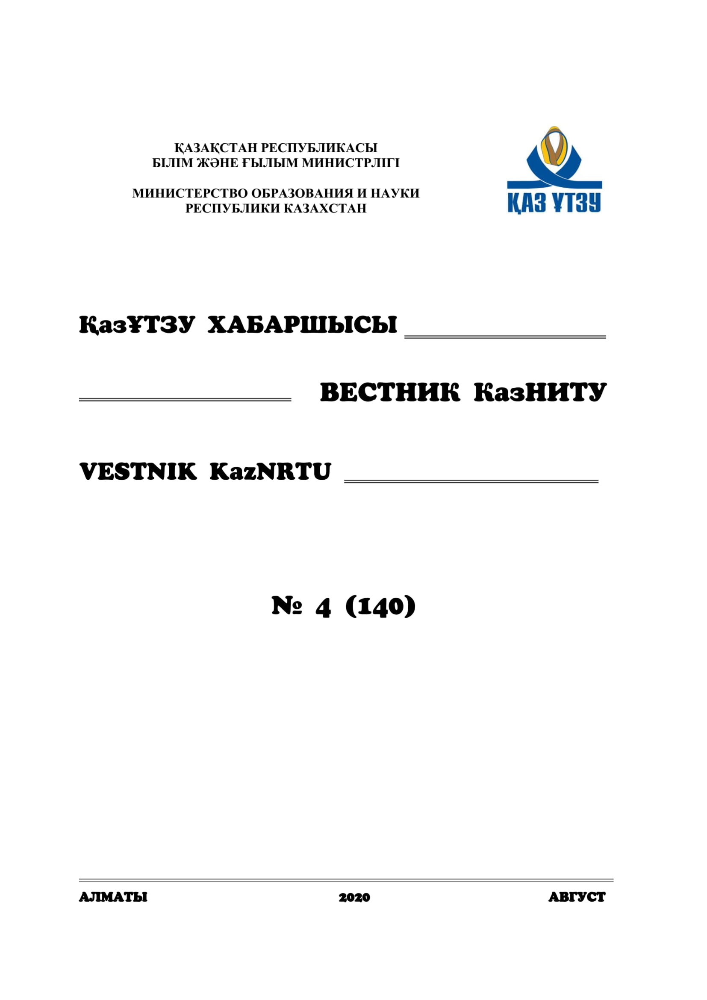 ҚАЗАҚСТАН РЕСПУБЛИКАСЫ
БІЛІМ ЖӘНЕ ҒЫЛЫМ МИНИСТРЛІГІ
МИНИСТЕРСТВО ОБРАЗОВАНИЯ И НАУКИ
РЕСПУБЛИКИ КАЗАХСТАН
ҚАЗ ҰТЗУ
ҚазҰТЗУ ХАБАРШЫСЫ
ВЕСТНИК КазНИТУ
VESTNIK KazNRTU
№ 4 (140)
АЛМАТЫ 2020 АВГУСТ